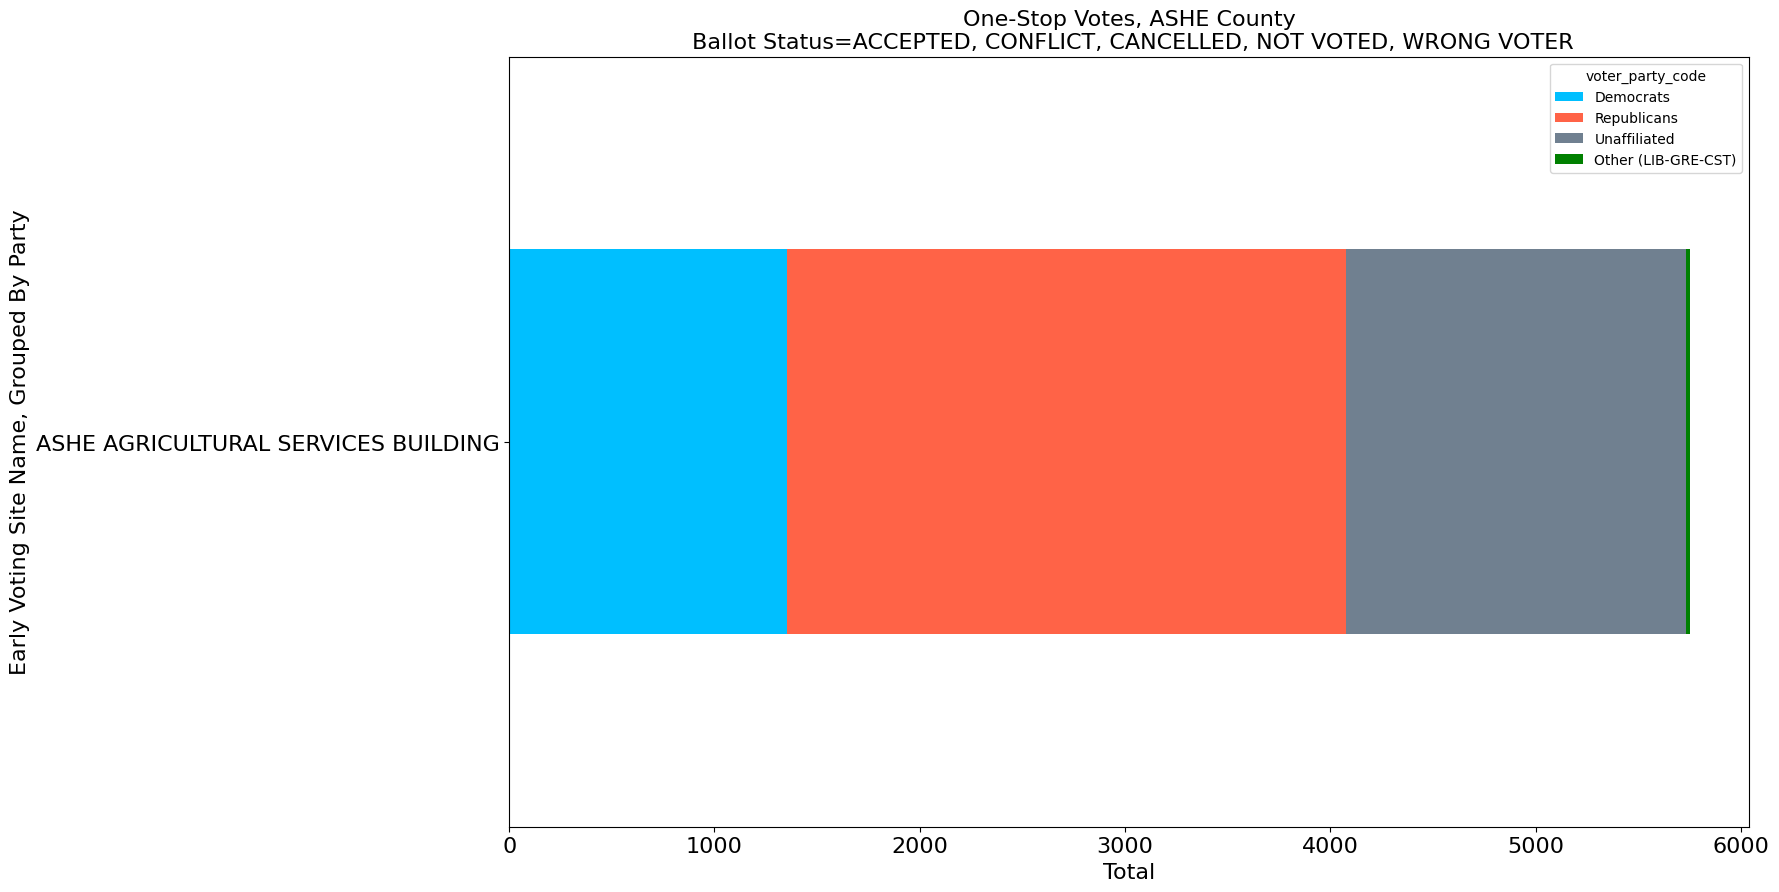 One-Stop Votes, ASHE County
Ballot Status=ACCEPTED, CONFLICT, CANCELLED, NOT VOTED, WRONG VOTER
voter_party_code
Democrats
Republicans
Unaffiliated
Other (LIB-GRE-CST)
Early Voting Site Name, Grouped By Party
ASHE AGRICULTURAL SERVICES BUILDING
0 1000 2000 3000 4000 5000 6000
Total